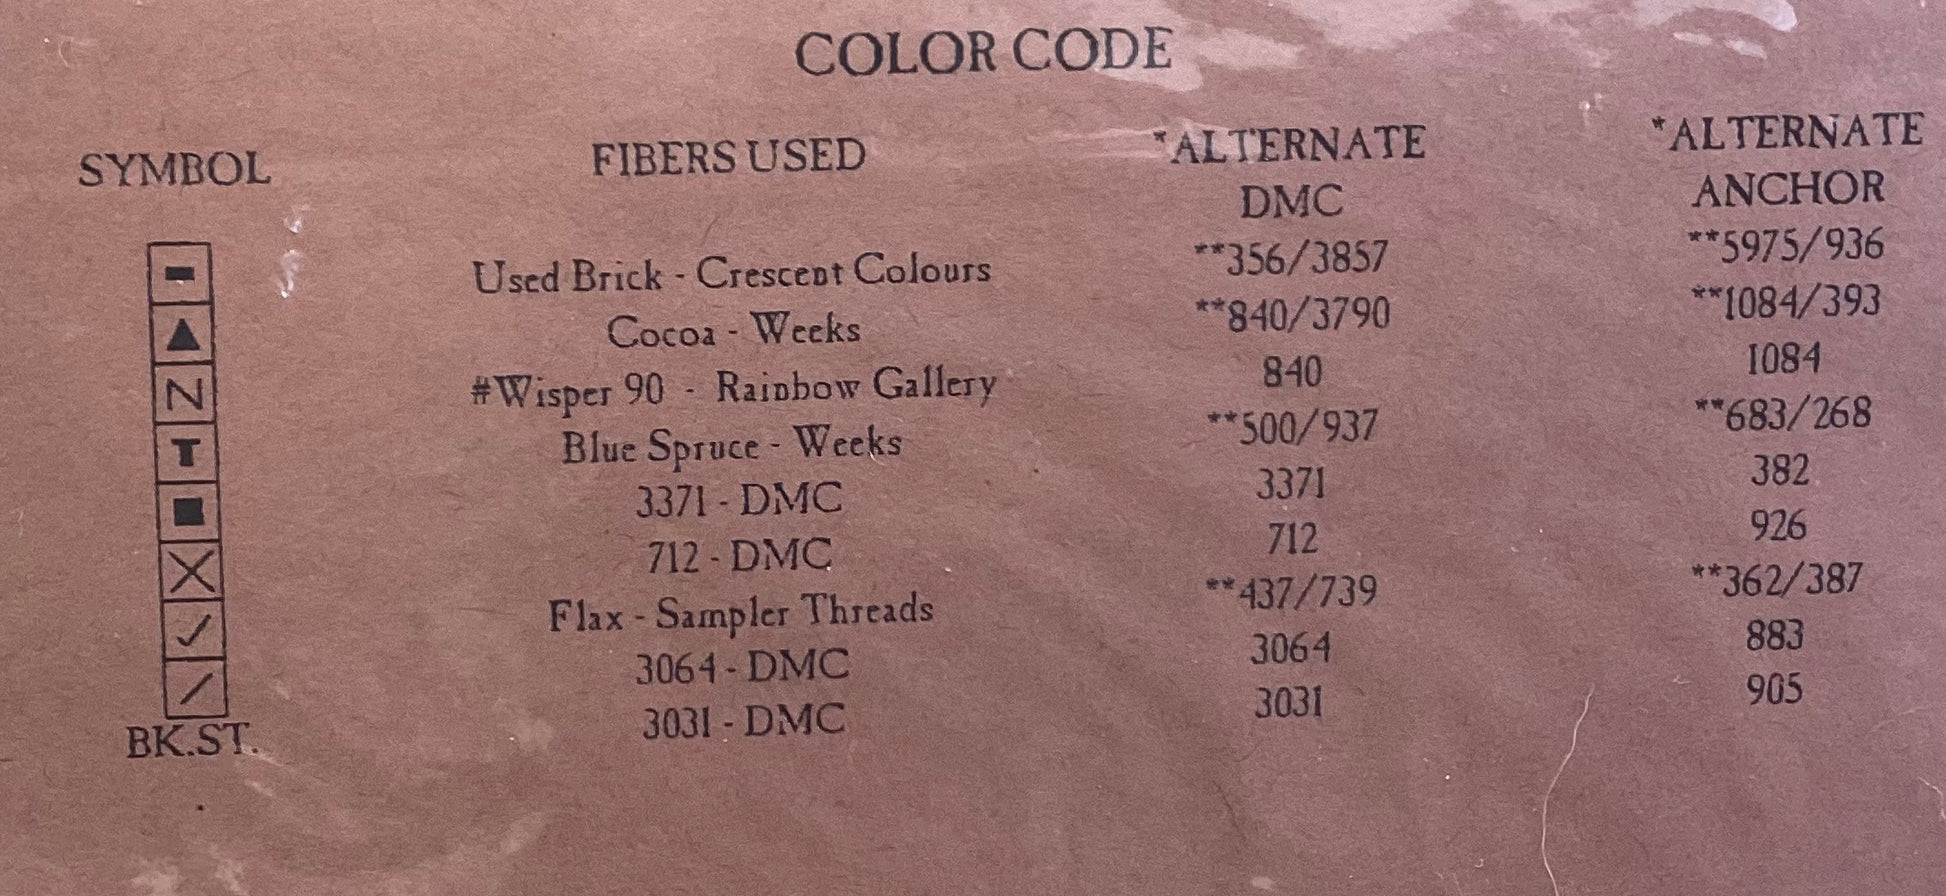 COLOR CODE
SYMBOL FIBERS USED *ALTERNATE DMC *ALTERNATE ANCHOR
Used Brick - Crescent Colours **356/3857 **5975/936
Cocoa - Weeks **840/3790 **1084/393
N #Wisper 90 - Rainbow Gallery 840 1084
T Blue Spruce - Weeks **500/937 **683/268
3371 - DMC 3371 382
712 - DMC 712 926
Flax - Sampler Threads **437/739 **362/387
3064 - DMC 3064 883
BK.ST. 3031 - DMC 3031 905